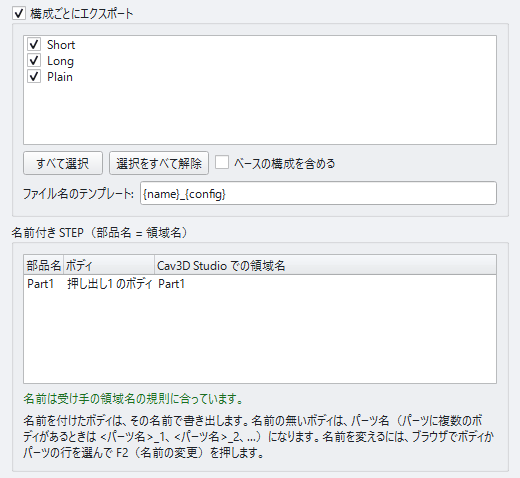 構成ごとにエクスポート
Short
Long
Plain
すべて選択 選択をすべて解除 ベースの構成を含める
ファイル名のテンプレート: {name}_{config}
名前付き STEP（部品名 = 領域名）
部品名 ボディ Cav3D Studio での領域名
Part1 押し出し1 のボディ Part1
名前は受け手の領域名の規則に合っています。
名前を付けたボディは、その名前で書き出します。名前の無いボディは、パーツ名（パーツに複数のボ
ディがあるときは <パーツ名>_1、<パーツ名>_2、...）になります。名前を変えるには、ブラウザでボディか
パーツの行を選んで F2（名前の変更）を押します。